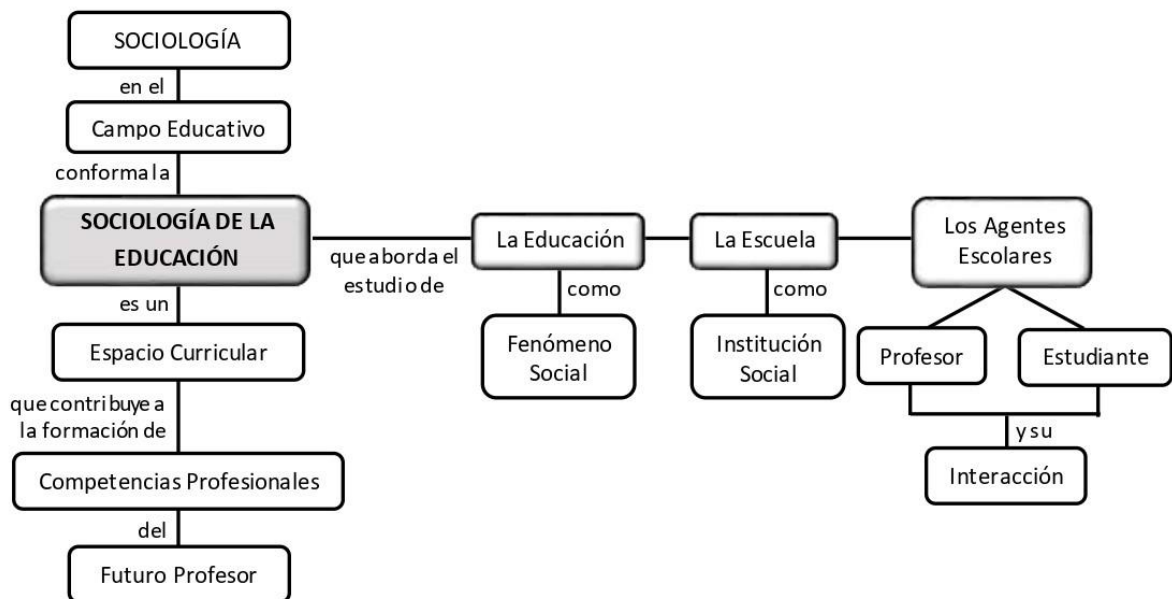 SOCIOLOGÍA
en el
Campo Educativo
conforma la
SOCIOLOGÍA DE LA
EDUCACIÓN
que aborda el
estudio de
La Educación
como
Fenómeno
Social
La Escuela
como
Institución
Social
Los Agentes
Escolares
Profesor
Estudiante
y su
Interacción
es un
Espacio Curricular
que contribuye a
la formación de
Competencias Profesionales
del
Futuro Profesor